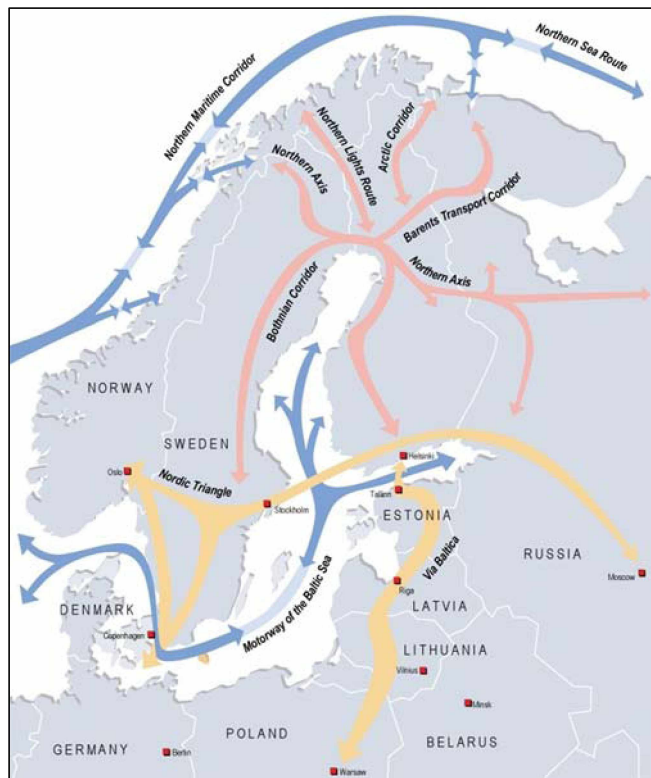 Northern Maritime Corridor
Northern Sea Route
Northern Axis
Northern Lights Route
Arctic Corridor
Barents Transport Corridor
Northern Axis
Bothnian Corridor
NORWAY
SWEDEN
Oslo
Nordic Triangle
Stockholm
Helsinki
Talinn
ESTONIA
RUSSIA
Moscow
Via Baltica
Riga
LATVIA
DENMARK
Copenhagen
Motorway of the Baltic Sea
LITHUANIA
Vilnius
Minsk
POLAND
BELARUS
GERMANY
Berlin
Warsaw